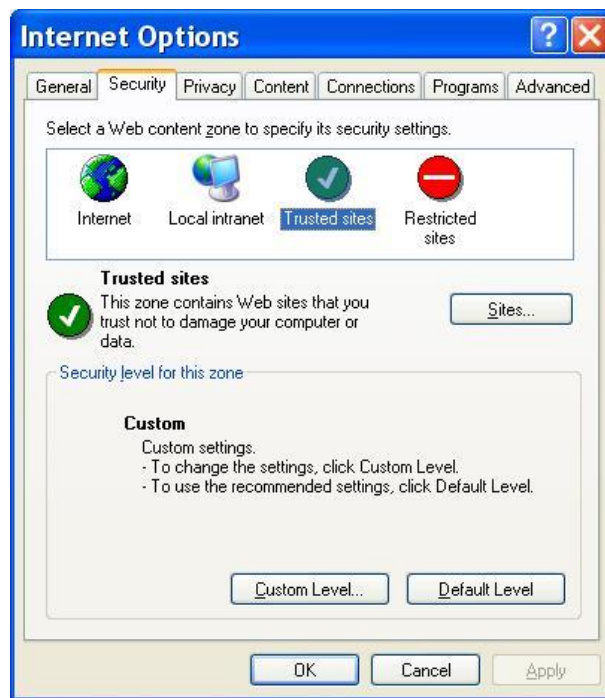 Internet Options
General Security Privacy Content Connections Programs Advanced
Select a Web content zone to specify its security settings.
Internet Local intranet Trusted sites Restricted
sites
Trusted sites
This zone contains Web sites that you
trust not to damage your computer or
data.
Sites...
Security level for this zone
Custom
Custom settings.
- To change the settings, click Custom Level.
- To use the recommended settings, click Default Level.
Custom Level... Default Level
OK Cancel Apply